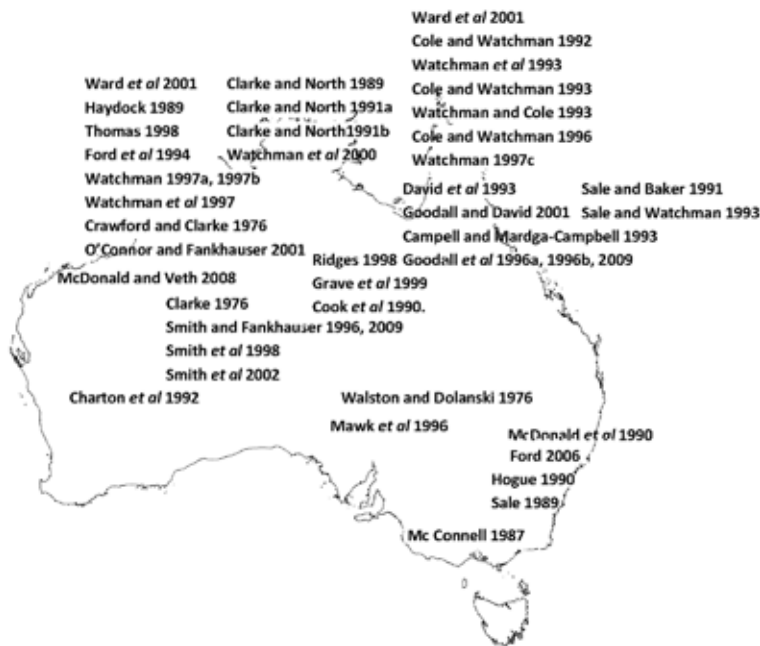 Ward et al 2001
Cole and Watchman 1992
Watchman et al 1993
Cole and Watchman 1993
Watchman and Cole 1993
Cole and Watchman 1996
Watchman 1997c
Ward et al 2001
Haydock 1989
Thomas 1998
Ford et al 1994
Watchman 1997a, 1997b
Watchman et al 1997
Crawford and Clarke 1976
O'Connor and Fankhauser 2001
McDonald and Veth 2008
Clarke and North 1989
Clarke and North 1991a
Clarke and North1991b
Watchman et al 2000
David et al 1993
Goodall and David 2001
Campell and Mardga-Campbell 1993
Goodall et al 1996a, 1996b, 2009
Sale and Baker 1991
Sale and Watchman 1993
Ridges 1998
Grave et al 1999
Cook et al 1990.
Clarke 1976
Smith and Fankhauser 1996, 2009
Smith et al 1998
Smith et al 2002
Charton et al 1992
Walston and Dolanski 1976
Mawk et al 1996
McDonald et al 1990
Ford 2006
Hogue 1990
Sale 1989
Mc Connell 1987